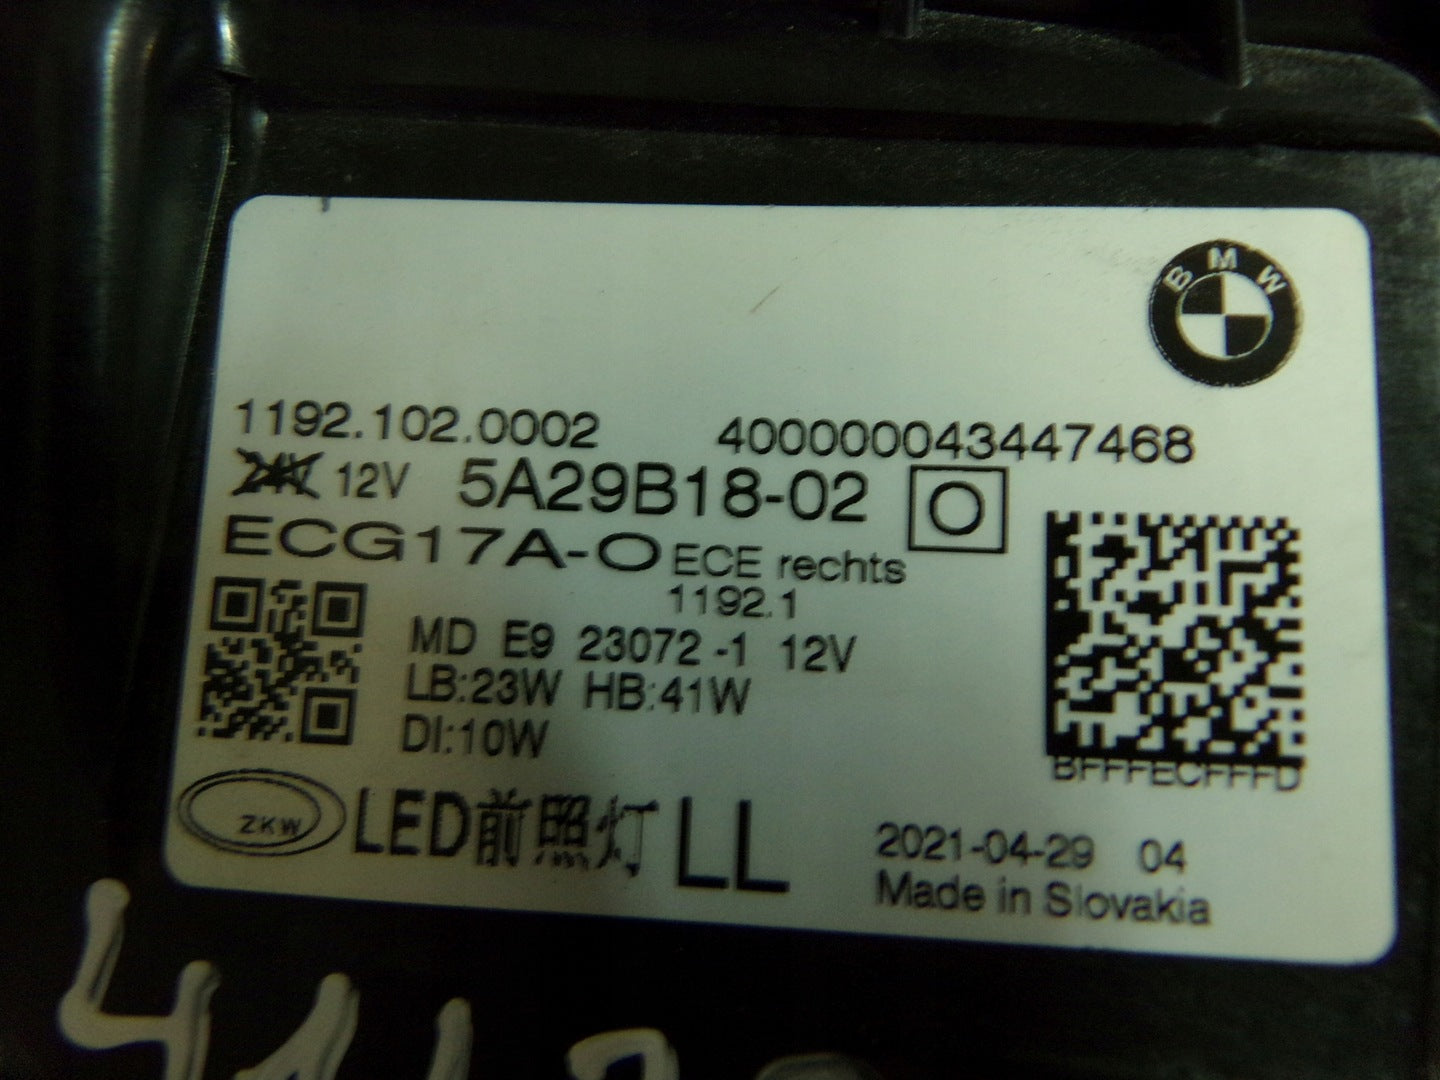 BMW
1192.102.0002 400000043447468
24V 12V 5A29B18-02 O
ECG17A-O ECE rechts
1192.1
MD E9 23072 -1 12V
LB:23W HB:41W
DI:10W
BFFFECFFFD
ZKW LED前照灯 LL
2021-04-29 04
Made in Slovakia